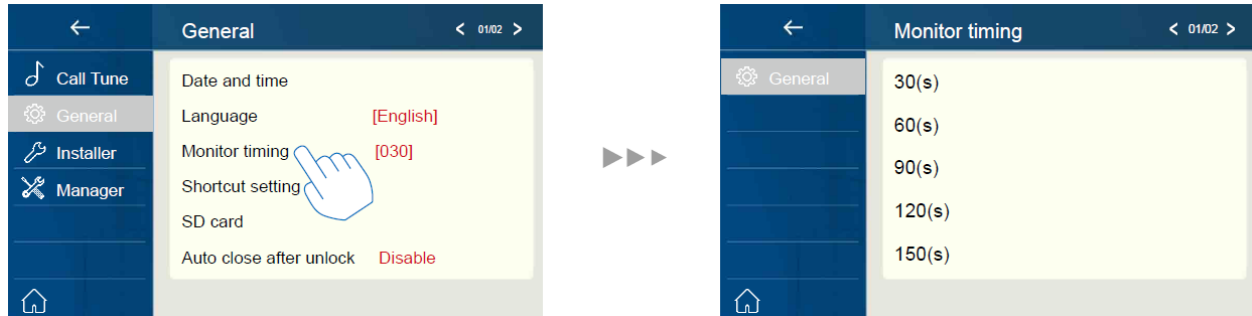 General
< 01/02 >
Call Tune
General
Installer
Manager
Date and time
Language [English]
Monitor timing [030]
Shortcut setting
SD card
Auto close after unlock Disable
Monitor timing
< 01/02 >
General
30(s)
60(s)
90(s)
120(s)
150(s)